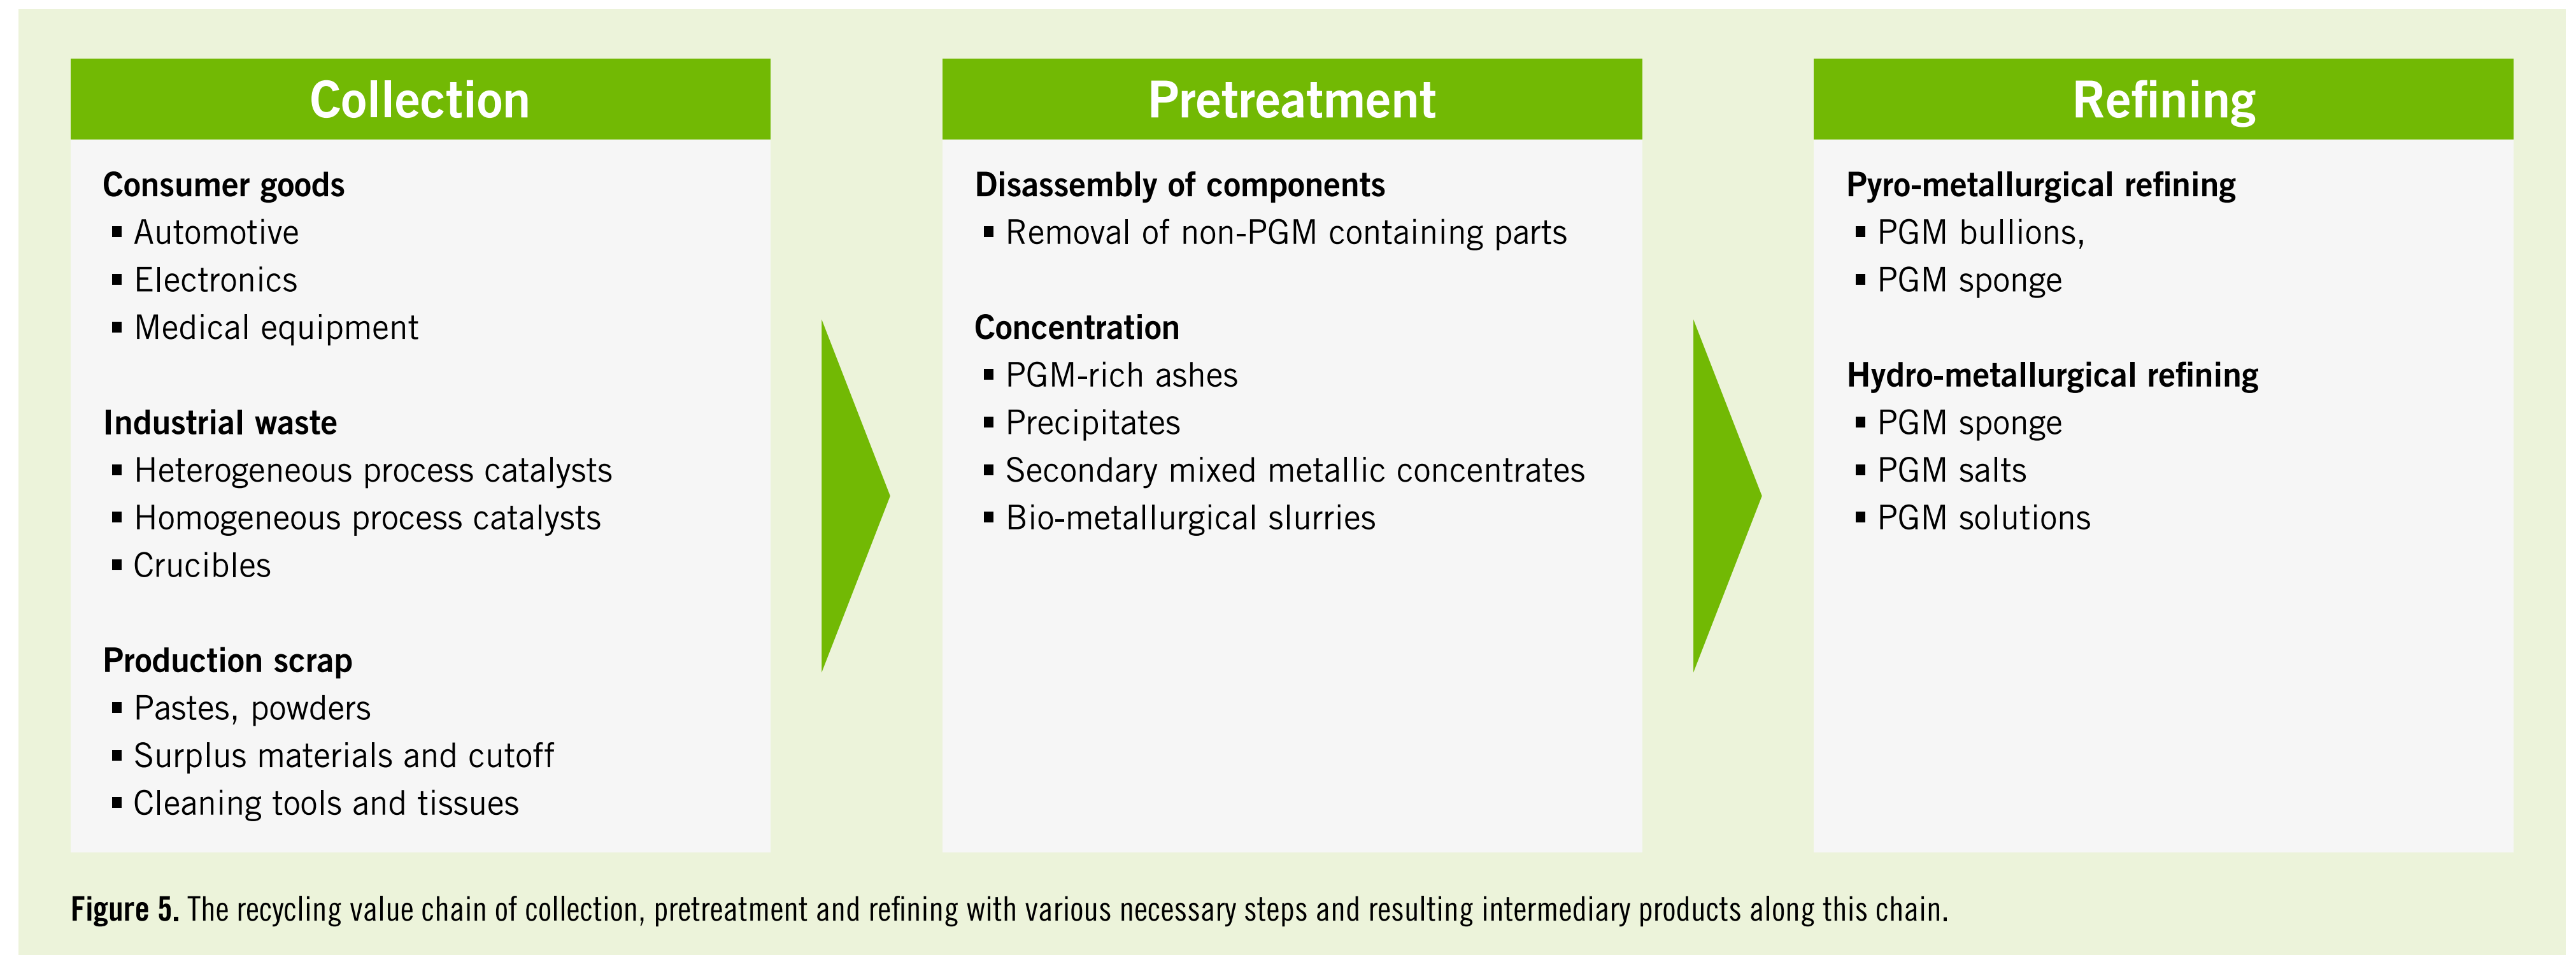 Collection
Consumer goods
▪ Automotive
▪ Electronics
▪ Medical equipment
Industrial waste
▪ Heterogeneous process catalysts
▪ Homogeneous process catalysts
▪ Crucibles
Production scrap
▪ Pastes, powders
▪ Surplus materials and cutoff
▪ Cleaning tools and tissues
Pretreatment
Disassembly of components
▪ Removal of non-PGM containing parts
Concentration
▪ PGM-rich ashes
▪ Precipitates
▪ Secondary mixed metallic concentrates
▪ Bio-metallurgical slurries
Refining
Pyro-metallurgical refining
▪ PGM bullions,
▪ PGM sponge
Hydro-metallurgical refining
▪ PGM sponge
▪ PGM salts
▪ PGM solutions
Figure 5. The recycling value chain of collection, pretreatment and refining with various necessary steps and resulting intermediary products along this chain.